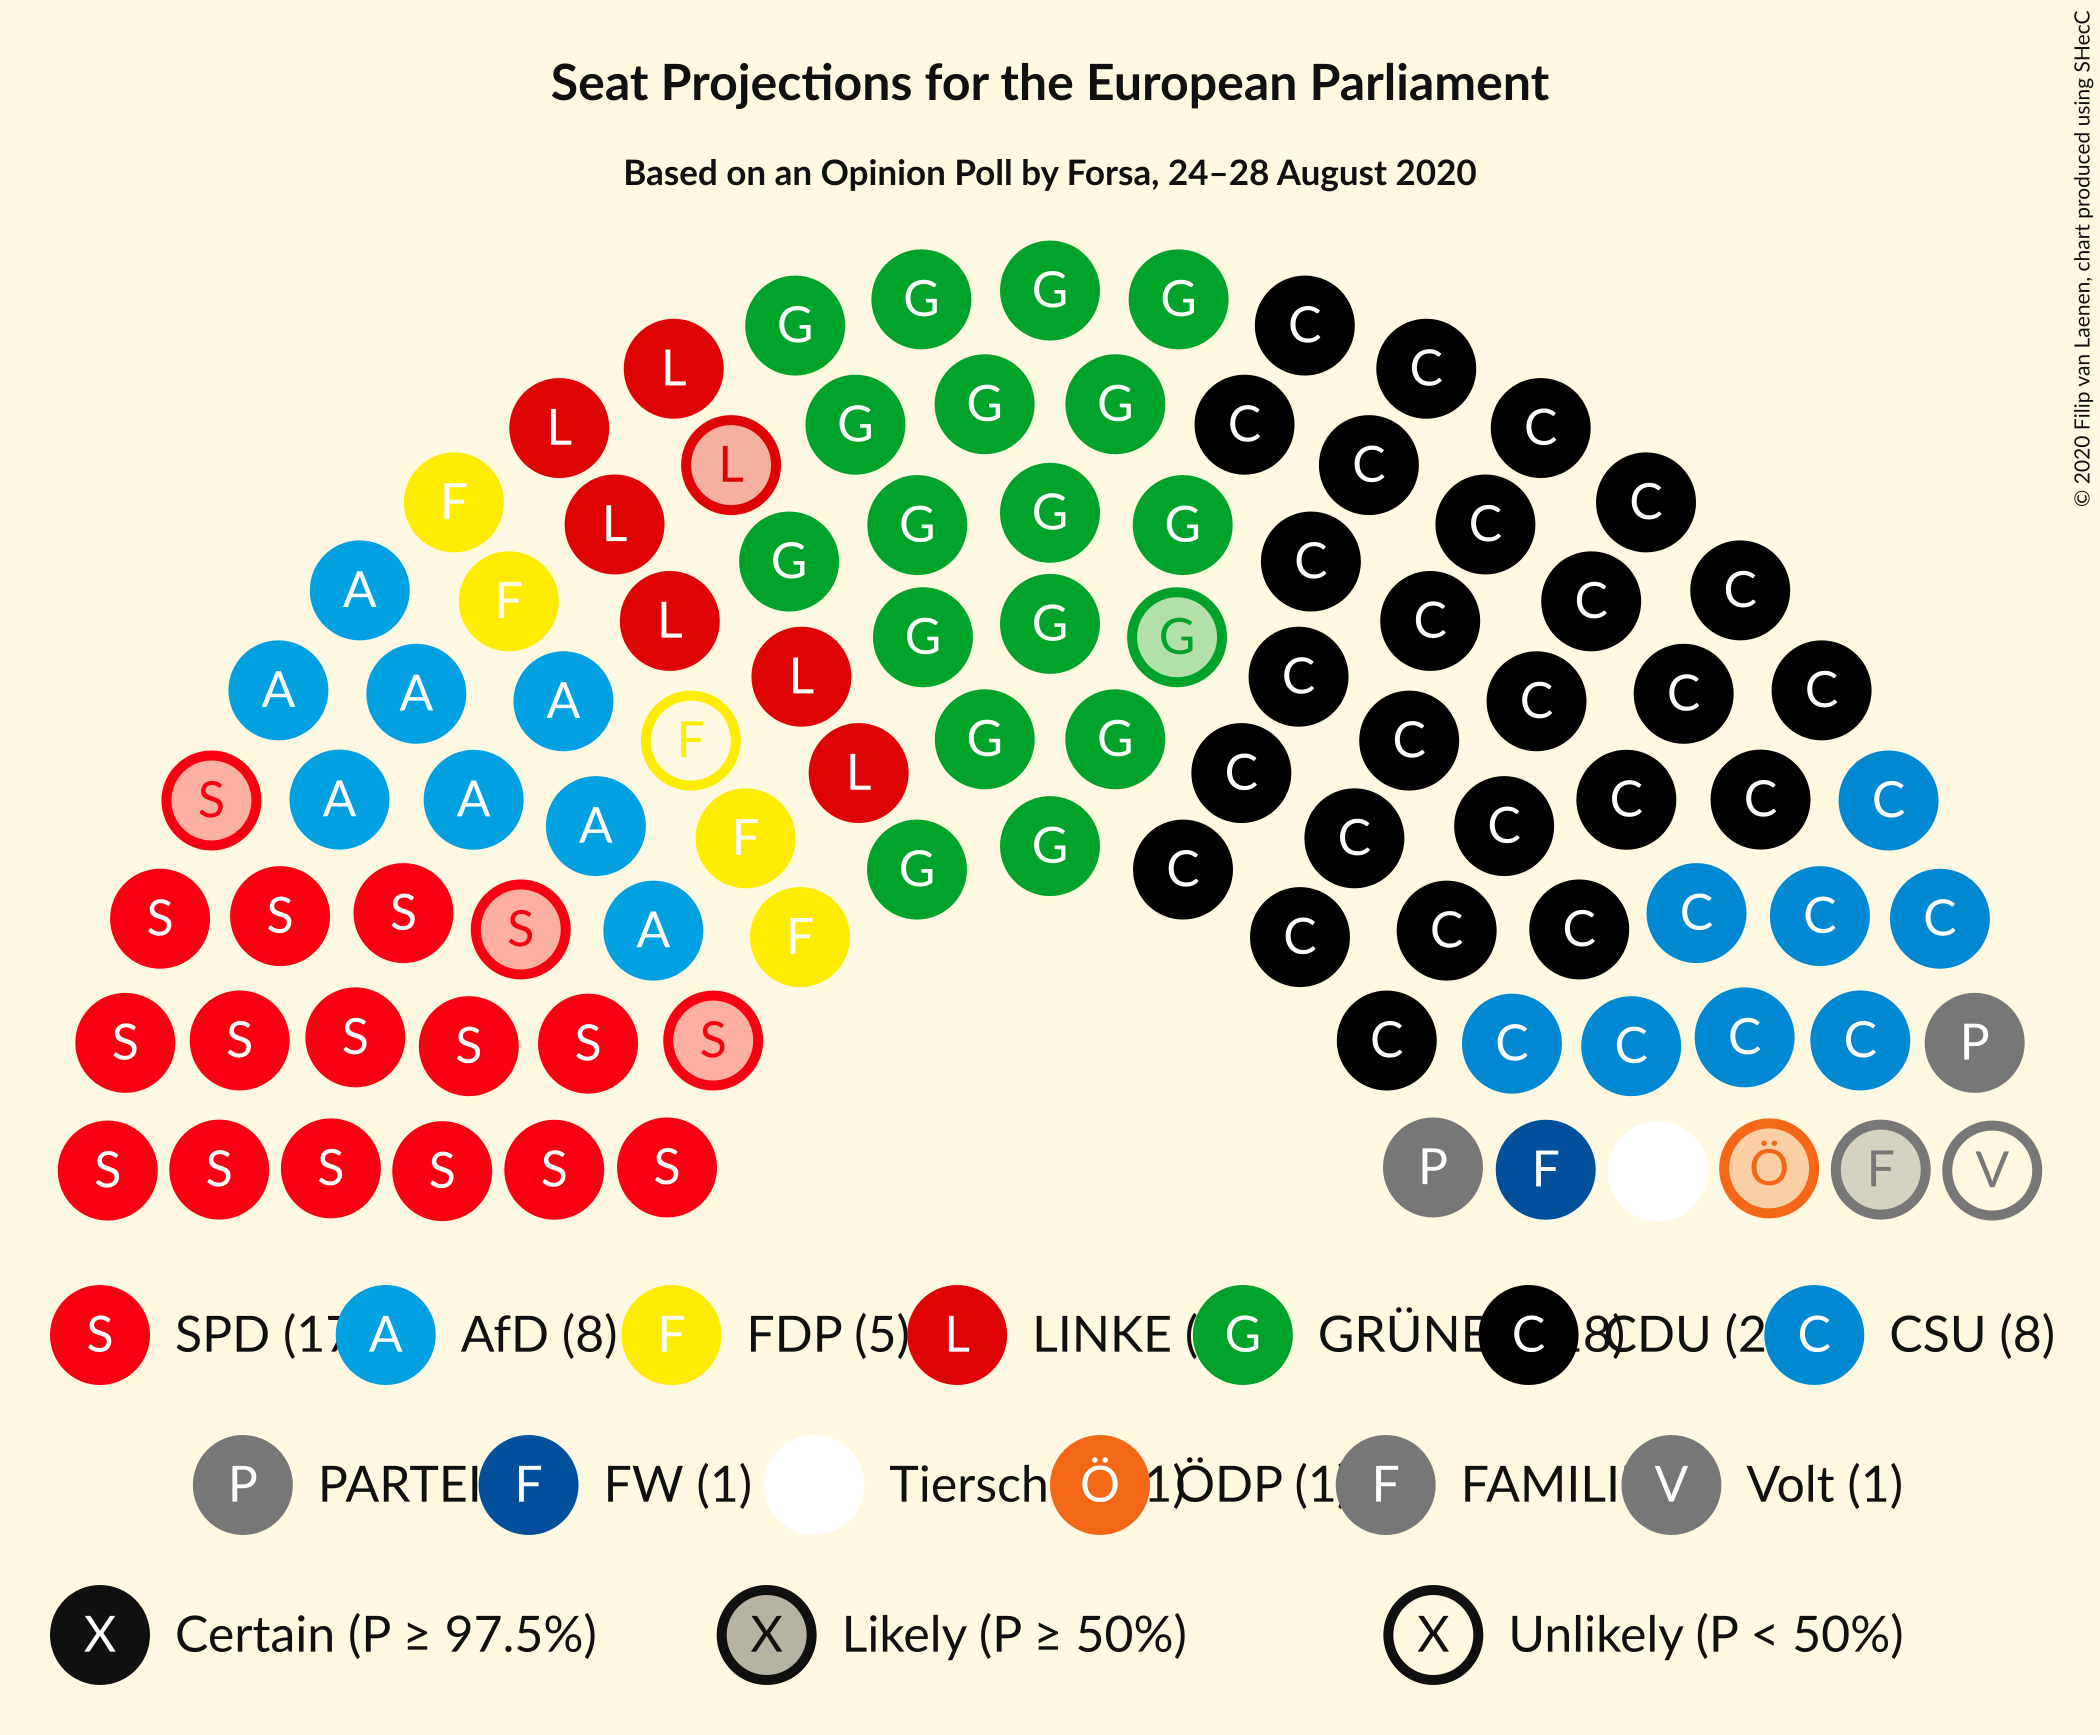 © 2020 Filip van Laenen, chart produced using SHecC
Seat Projections for the European Parliament
Based on an Opinion Poll by Forsa, 24–28 August 2020
G G G G C
L C
L G G G C C
L C
F L G G G C C
A F G C C C
L G G G C
A A A L C C C C
F G G C
S A A L C C C C
A F C C
G G C
S S S S A F C C C C C C
S S S S S S C C C C C P
S S S S S S P F Ö F V
S SPD (17 A AfD (8) F FDP (5) L LINKE ( G GRÜNE C 8) CDU (2 C CSU (8)
P PARTEI F FW (1) Tiersch Ö 1) ÖDP (1 F FAMILI V Volt (1)
X Certain (P ≥ 97.5%) X Likely (P ≥ 50%) X Unlikely (P < 50%)